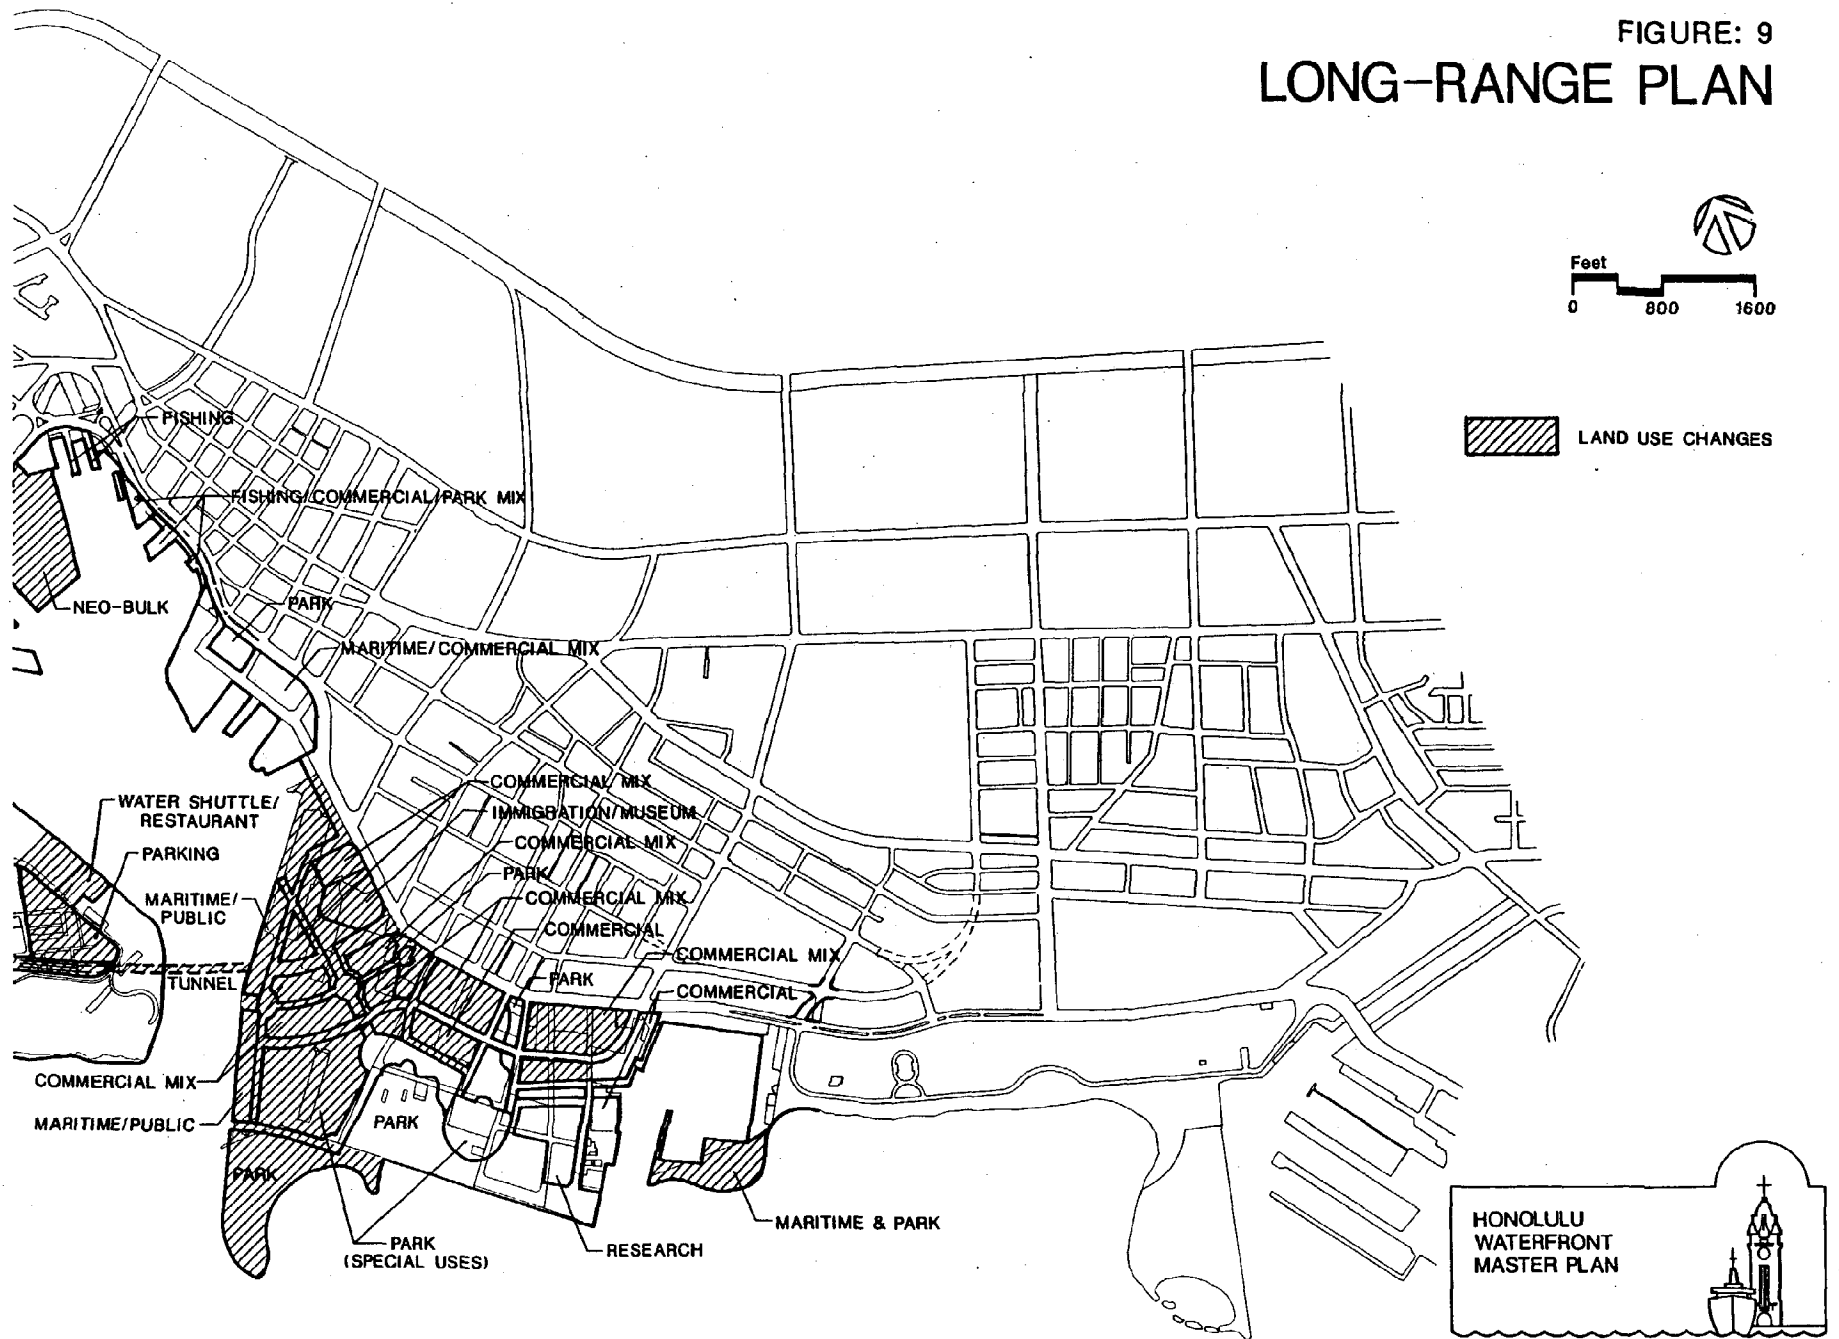 FIGURE: 9
LONG-RANGE PLAN
Feet
0 800 1600
LAND USE CHANGES
FISHING
FISHING/COMMERCIAL/PARK MIX
NEO-BULK
PARK
MARITIME/COMMERCIAL MIX
COMMERCIAL MIX
WATER SHUTTLE/
RESTAURANT
IMMIGRATION/MUSEUM
COMMERCIAL MIX
PARKING
PARK
MARITIME/
PUBLIC
COMMERCIAL MIX
COMMERCIAL
COMMERCIAL MIX
TUNNEL
PARK
COMMERCIAL
COMMERCIAL MIX
MARITIME/PUBLIC
PARK
PARK
MARITIME & PARK
PARK
(SPECIAL USES)
RESEARCH
HONOLULU
WATERFRONT
MASTER PLAN